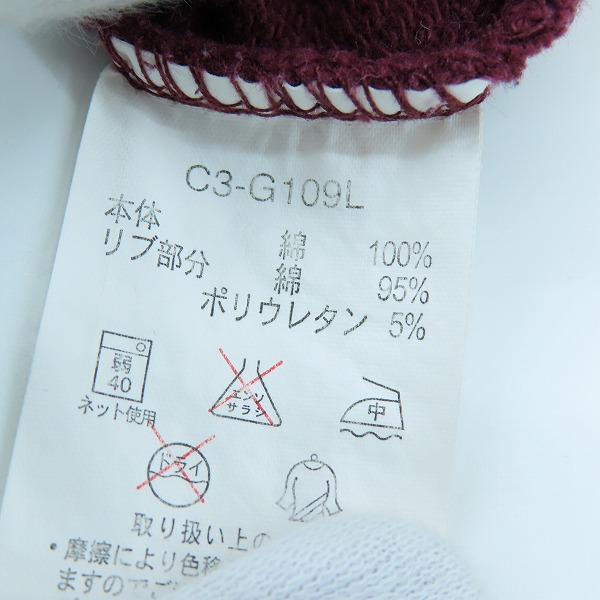 C3-G109L
本体 綿 100%
リブ部分 綿 95%
ポリウレタン 5%
弱
40
ネット使用
エンソ
サラシ
中
ドライ
取り扱い上の
・摩擦により色移
ますのでご